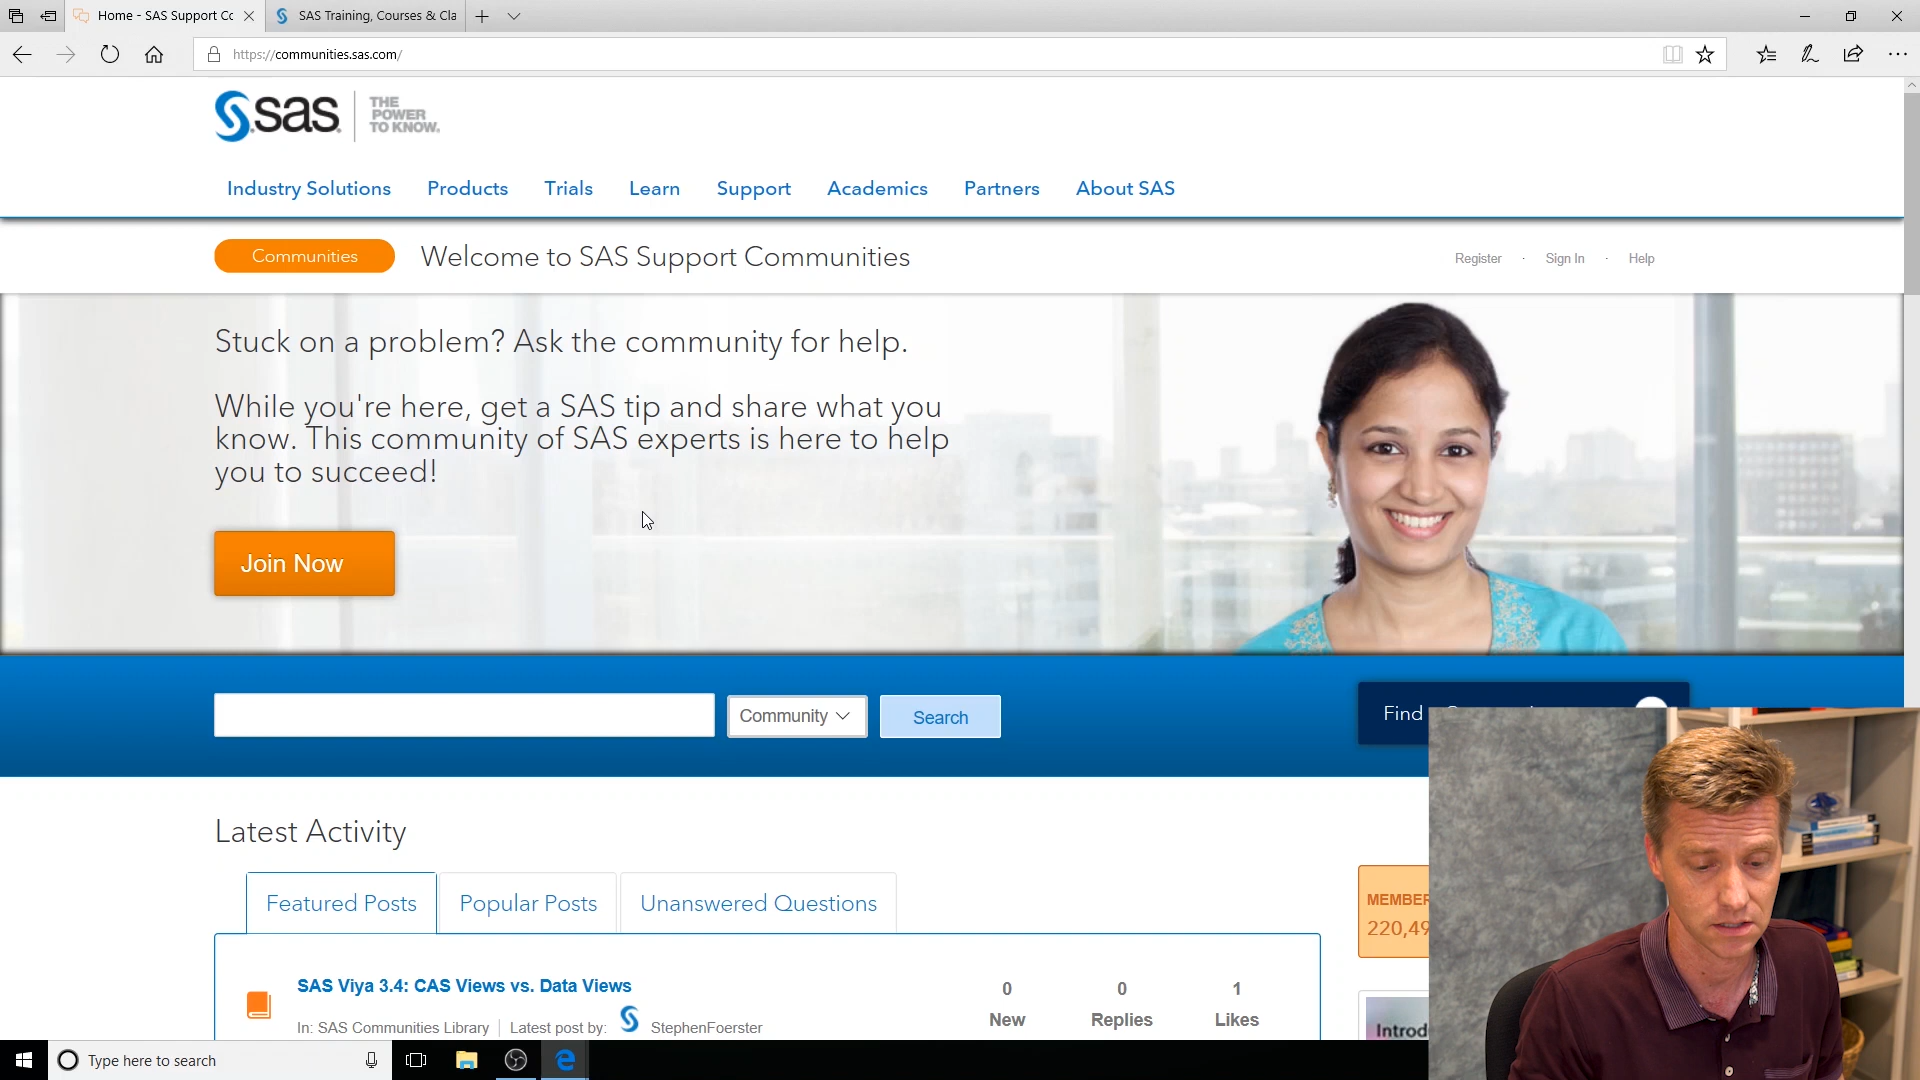 Home - SAS Support Cc
SAS Training, Courses & Cla
https://communities.sas.com/
sas
THE
POWER
TO KNOW.
Industry Solutions Products Trials Learn Support Academics Partners About SAS
Communities
Welcome to SAS Support Communities
Register · Sign In · Help
Stuck on a problem? Ask the community for help.
While you're here, get a SAS tip and share what you
know. This community of SAS experts is here to help
you to succeed!
Join Now
Community
Search
Find
Latest Activity
Featured Posts
Popular Posts
Unanswered Questions
MEMBER
220,49
SAS Viya 3.4: CAS Views vs. Data Views
0 0 1
In: SAS Communities Library | Latest post by: StephenFoerster
New Replies Likes
Introd
Type here to search